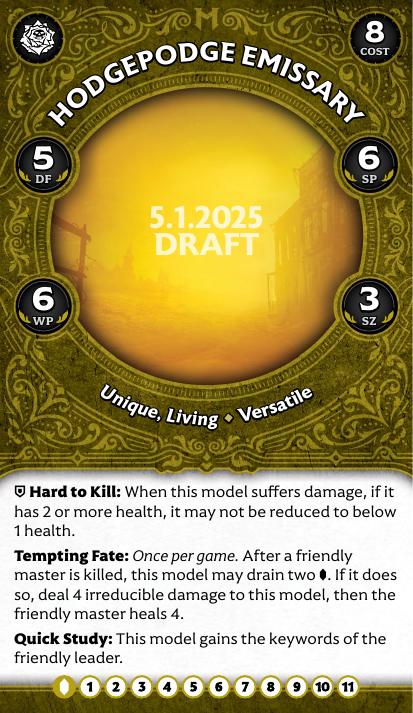 M
8
COST
HODGEPODGE EMISSARY
5
DF
6
SP
5.1.2025
DRAFT
6
WP
3
SZ
Unique, Living ⬥ Versatile
Hard to Kill: When this model suffers damage, if it
has 2 or more health, it may not be reduced to below
1 health.
Tempting Fate: Once per game. After a friendly
master is killed, this model may drain two . If it does
so, deal 4 irreducible damage to this model, then the
friendly master heals 4.
Quick Study: This model gains the keywords of the
friendly leader.
1 2 3 4 5 6 7 8 9 10 11